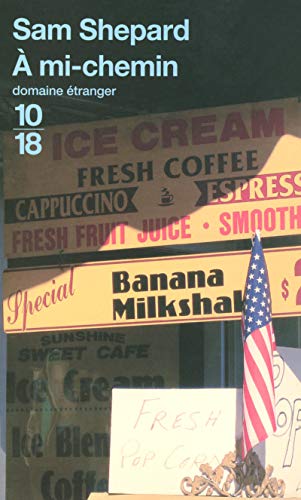 Sam Shepard
À mi-chemin
domaine étranger
10
18
ICE CREAM
FRESH COFFEE
CAPPUCCINO ESPRESS
FRESH FRUIT JUICE • SMOOTH
Special
Banana $
Milkshak
SUNSHINE
SWEET CAFE
Ice Cream
Ice Blen
Coffee
FRESH
POP CORN